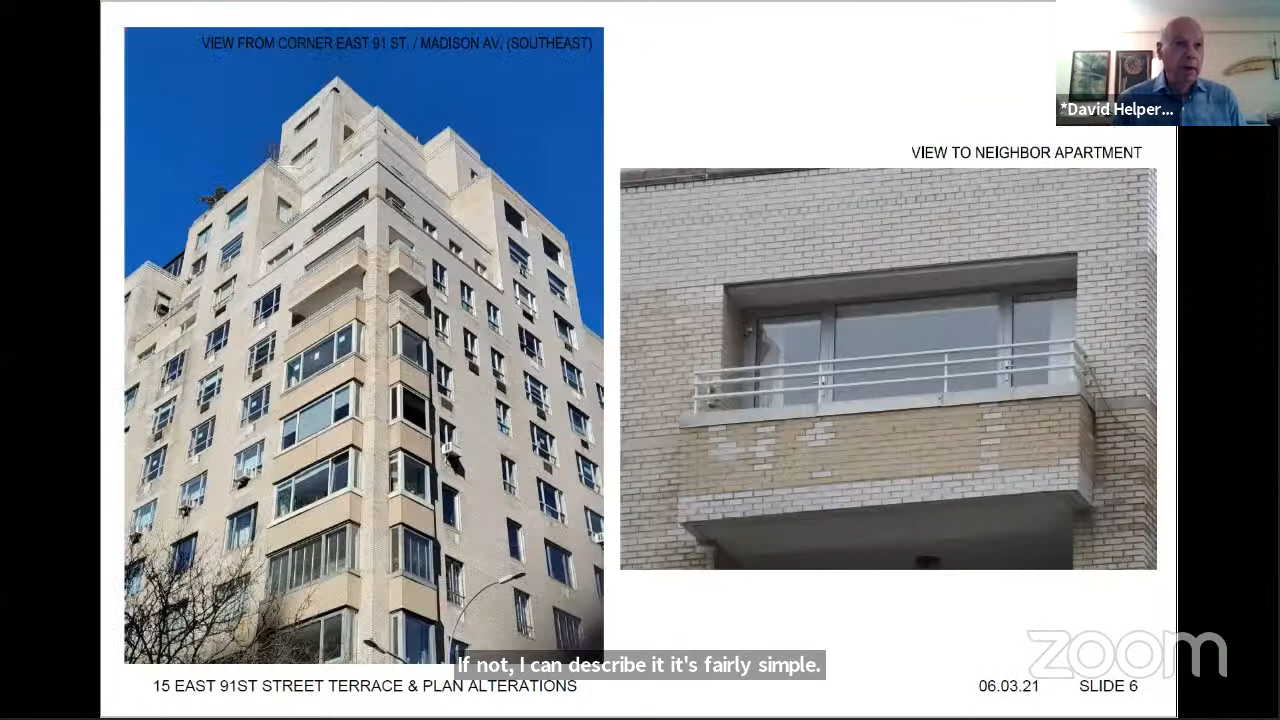 VIEW FROM CORNER EAST 91 ST. / MADISON AV. (SOUTHEAST)
*David Helper...
VIEW TO NEIGHBOR APARTMENT
zoom
If not, I can describe it it's fairly simple.
15 EAST 91ST STREET TERRACE & PLAN ALTERATIONS
06.03.21
SLIDE 6